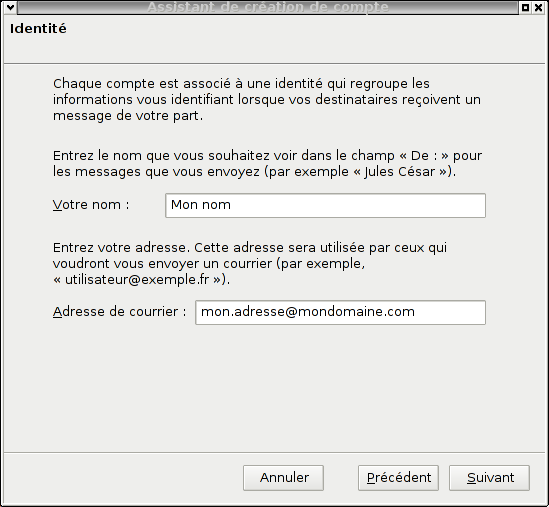 Assistant de création de compte
Identité
Chaque compte est associé à une identité qui regroupe les
informations vous identifiant lorsque vos destinataires reçoivent un
message de votre part.
Entrez le nom que vous souhaitez voir dans le champ « De : » pour
les messages que vous envoyez (par exemple « Jules César »).
Votre nom : Mon nom
Entrez votre adresse. Cette adresse sera utilisée par ceux qui
voudront vous envoyer un courrier (par exemple,
« utilisateur@exemple.fr »).
Adresse de courrier : mon.adresse@mondomaine.com
Annuler Précédent Suivant